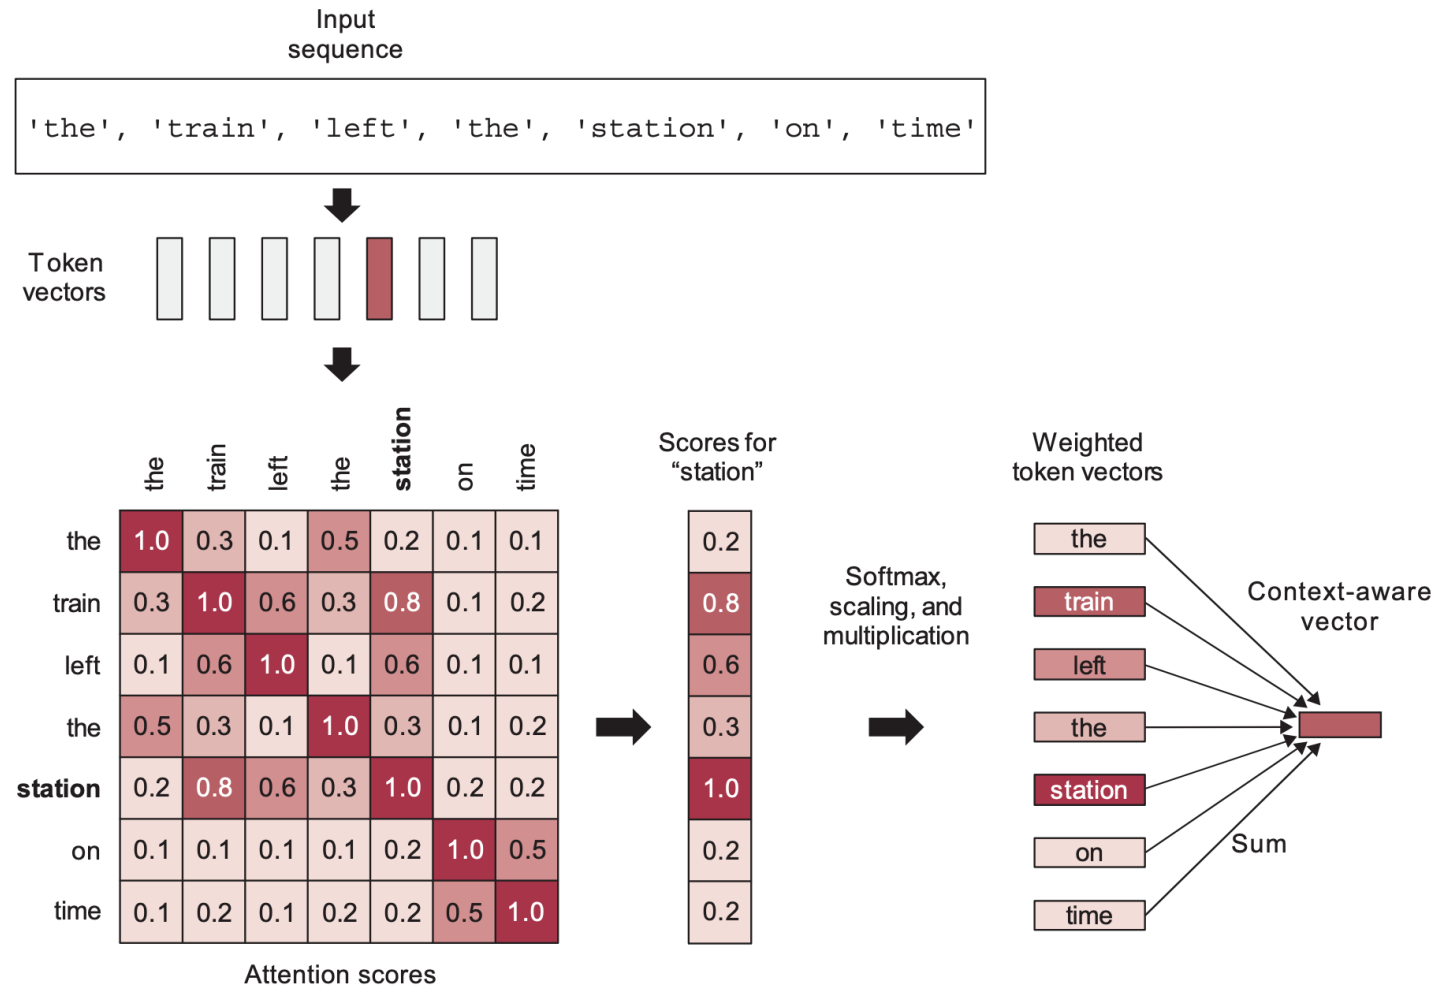 Input
sequence
'the', 'train', 'left', 'the', 'station', 'on', 'time'
Token
vectors
the train left the station on time
the 1.0 0.3 0.1 0.5 0.2 0.1 0.1
train 0.3 1.0 0.6 0.3 0.8 0.1 0.2
left 0.1 0.6 1.0 0.1 0.6 0.1 0.1
the 0.5 0.3 0.1 1.0 0.3 0.1 0.2
station 0.2 0.8 0.6 0.3 1.0 0.2 0.2
on 0.1 0.1 0.1 0.1 0.2 1.0 0.5
time 0.1 0.2 0.1 0.2 0.2 0.5 1.0
Attention scores
Scores for
“station”
0.2
0.8
0.6
0.3
1.0
0.2
0.2
Softmax,
scaling, and
multiplication
Weighted
token vectors
the
train
left
the
station
on
time
Sum
Context-aware
vector